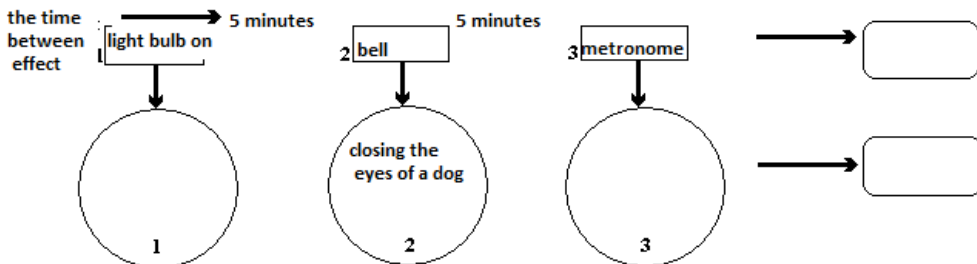 the time
between
effect
5 minutes
1
light bulb on
2
bell
5 minutes
3
metronome
closing the
eyes of a dog
1
2
3